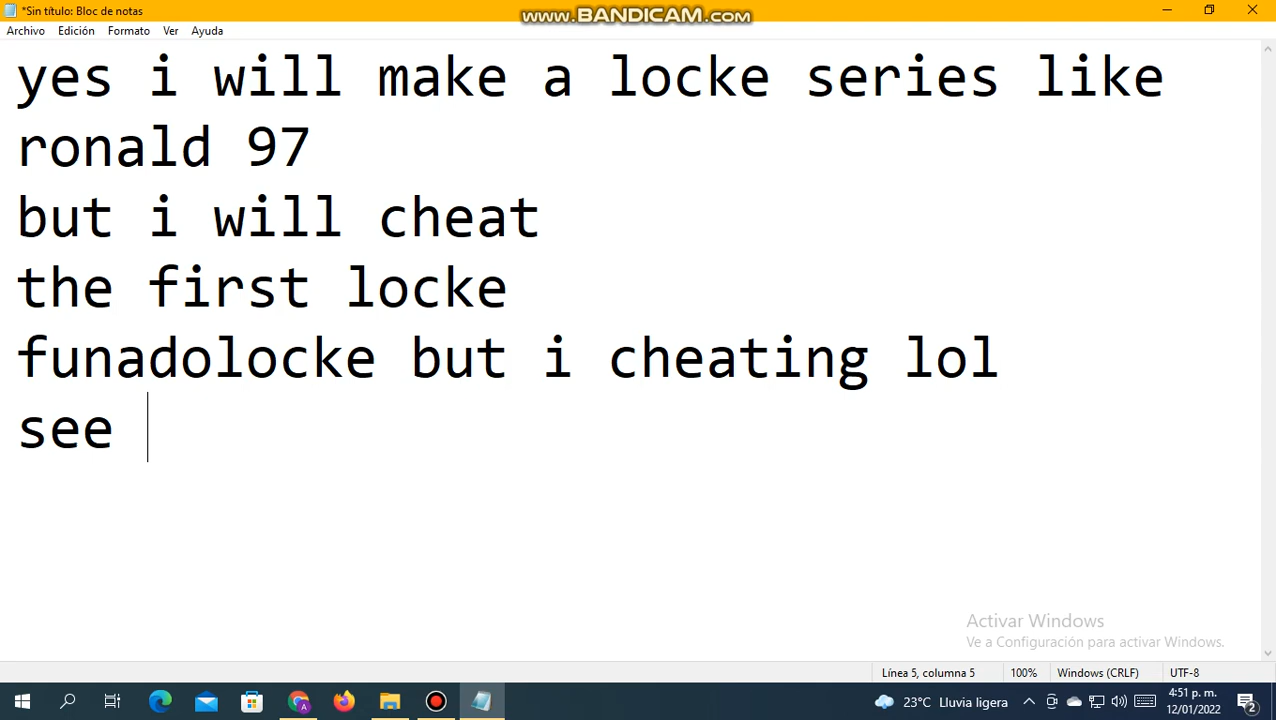 *Sin título: Bloc de notas
www.BANDICAM.com
Archivo Edición Formato Ver Ayuda
yes i will make a locke series like
ronald 97
but i will cheat
the first locke
funadolocke but i cheating lol
see
Activar Windows
Ve a Configuración para activar Windows.
Línea 5, columna 5 100% Windows (CRLF) UTF-8
23°C Lluvia ligera
4:51 p. m.
12/01/2022
2